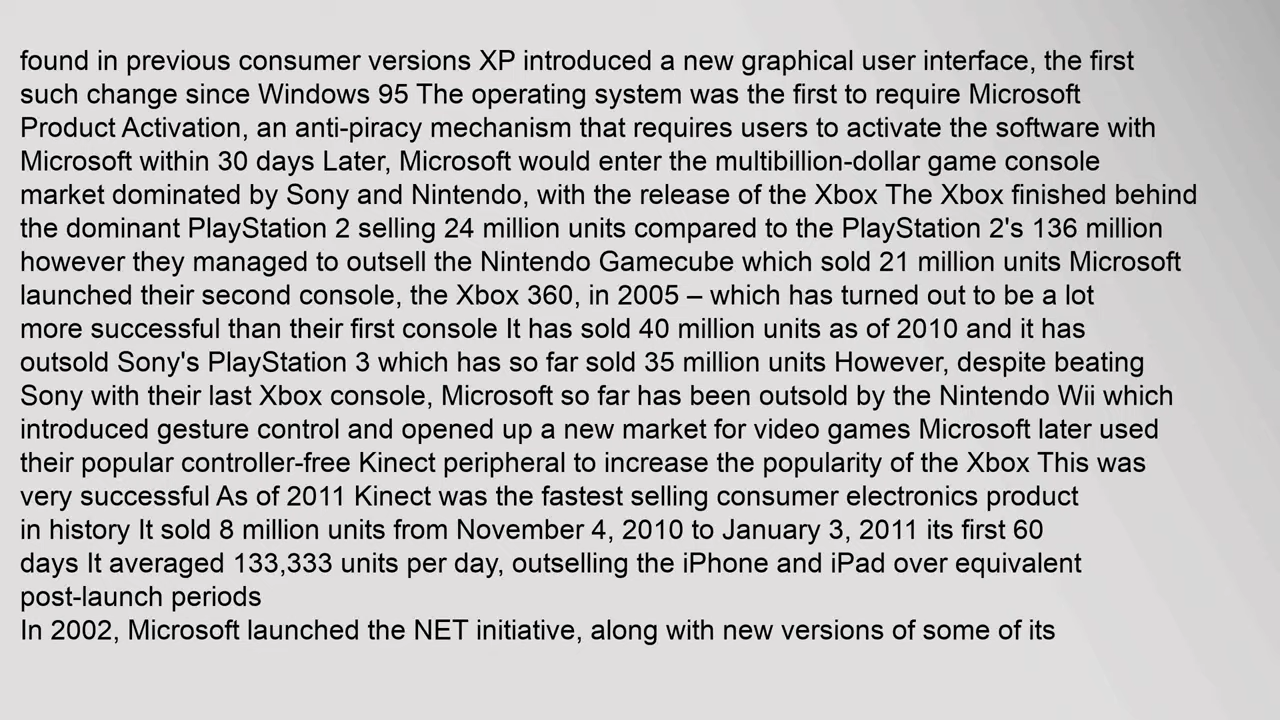 found in previous consumer versions XP introduced a new graphical user interface, the first
such change since Windows 95 The operating system was the first to require Microsoft
Product Activation, an anti-piracy mechanism that requires users to activate the software with
Microsoft within 30 days Later, Microsoft would enter the multibillion-dollar game console
market dominated by Sony and Nintendo, with the release of the Xbox The Xbox finished behind
the dominant PlayStation 2 selling 24 million units compared to the PlayStation 2's 136 million
however they managed to outsell the Nintendo Gamecube which sold 21 million units Microsoft
launched their second console, the Xbox 360, in 2005 – which has turned out to be a lot
more successful than their first console It has sold 40 million units as of 2010 and it has
outsold Sony's PlayStation 3 which has so far sold 35 million units However, despite beating
Sony with their last Xbox console, Microsoft so far has been outsold by the Nintendo Wii which
introduced gesture control and opened up a new market for video games Microsoft later used
their popular controller-free Kinect peripheral to increase the popularity of the Xbox This was
very successful As of 2011 Kinect was the fastest selling consumer electronics product
in history It sold 8 million units from November 4, 2010 to January 3, 2011 its first 60
days It averaged 133,333 units per day, outselling the iPhone and iPad over equivalent
post-launch periods
In 2002, Microsoft launched the NET initiative, along with new versions of some of its